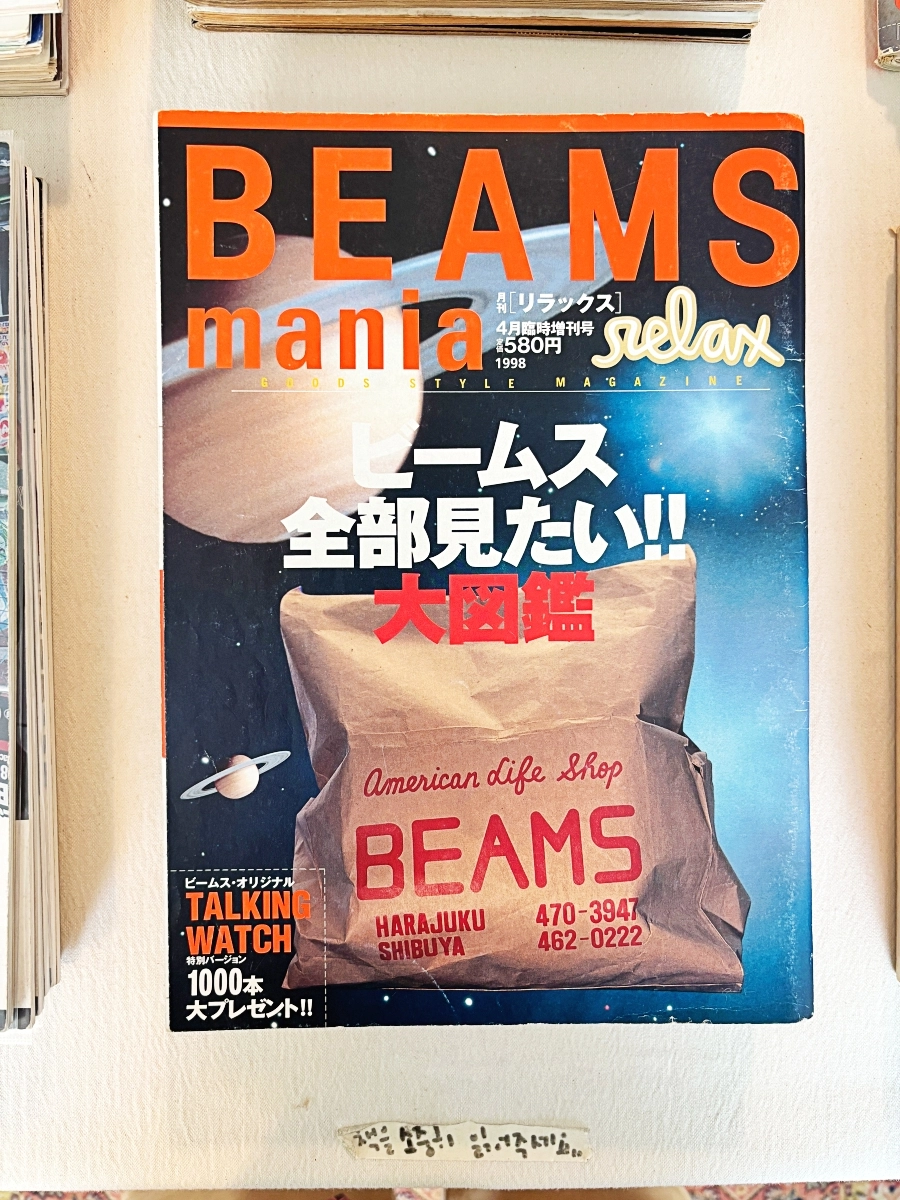 BEAMS
mania
月刊[リラックス]
4月臨時増刊号
定価580円
1998
relax
GOODS STYLE MAGAZINE
ビームス
全部見たい!!
大図鑑
American Life Shop
BEAMS
HARAJUKU 470-3947
SHIBUYA 462-0222
ビームス・オリジナル
TALKING
WATCH
特別バージョン
1000本
大プレゼント!!
책을 소중히 읽어주세요..